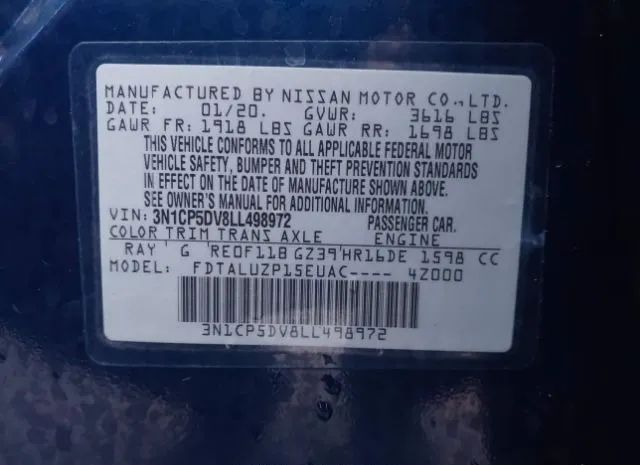 MANUFACTURED BY NISSAN MOTOR CO.,LTD.
DATE: 01/20. GVWR: 3616 LBS
GAWR FR: 1918 LBS GAWR RR: 1698 LBS
THIS VEHICLE CONFORMS TO ALL APPLICABLE FEDERAL MOTOR
VEHICLE SAFETY, BUMPER AND THEFT PREVENTION STANDARDS
IN EFFECT ON THE DATE OF MANUFACTURE SHOWN ABOVE.
SEE OWNER'S MANUAL FOR ADDITIONAL INFORMATION.
VIN: 3N1CP5DV8LL498972 PASSENGER CAR.
COLOR TRIM TRANS AXLE ENGINE
RAY G RE0F11B GZ39 HR16DE 1598 CC
MODEL: FDTALUZP15EUAC---- 4Z000
3N1CP5DV8LL498972